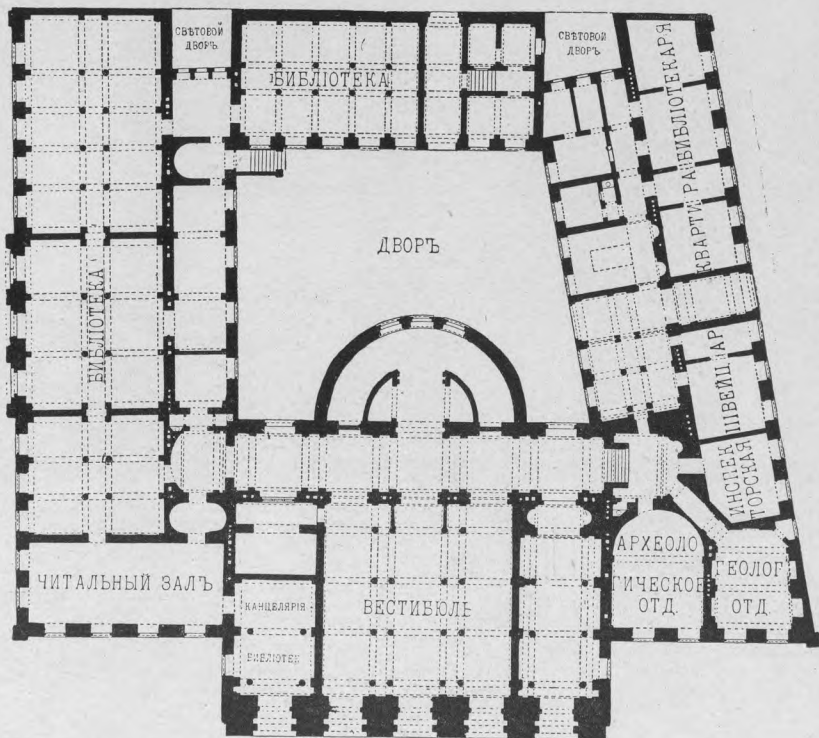 СВѢТОВОЙ
ДВОРЪ.
БИБЛІОТЕКА
СВѢТОВОЙ
ДВОРЪ.
КВАРТИРА БИБЛІОТЕКАРЯ
ДВОРЪ
БИБЛІОТЕКА
ШВЕЙЦАР
ИНСПЕК
ТОРСКАЯ
ЧИТАЛЬНЫЙ ЗАЛЪ
КАНЦЕЛЯРІЯ
БИБЛІОТЕК.
ВЕСТИБЮЛЬ
АРХЕОЛО
ГИЧЕСКОЕ
ОТД.
ГЕОЛОГ.
ОТД.